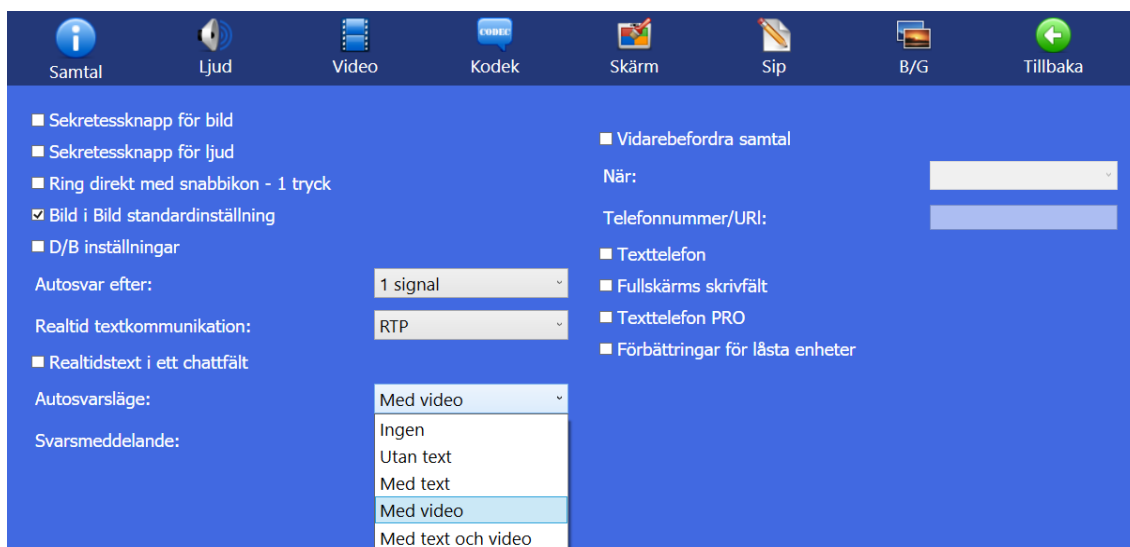 Samtal
Ljud
Video
CODEC
Kodek
Skärm
Sip
B/G
Tillbaka
Sekretessknapp för bild
Sekretessknapp för ljud
Ring direkt med snabbikon - 1 tryck
Bild i Bild standardinställning
D/B inställningar
Autosvar efter:
1 signal
Realtid textkommunikation:
RTP
Realtidstext i ett chattfält
Autosvarsläge:
Med video
Svarsmeddelande:
Ingen
Utan text
Med text
Med video
Med text och video
Vidarebefordra samtal
När:
Telefonnummer/URI:
Texttelefon
Fullskärms skrivfält
Texttelefon PRO
Förbättringar för låsta enheter